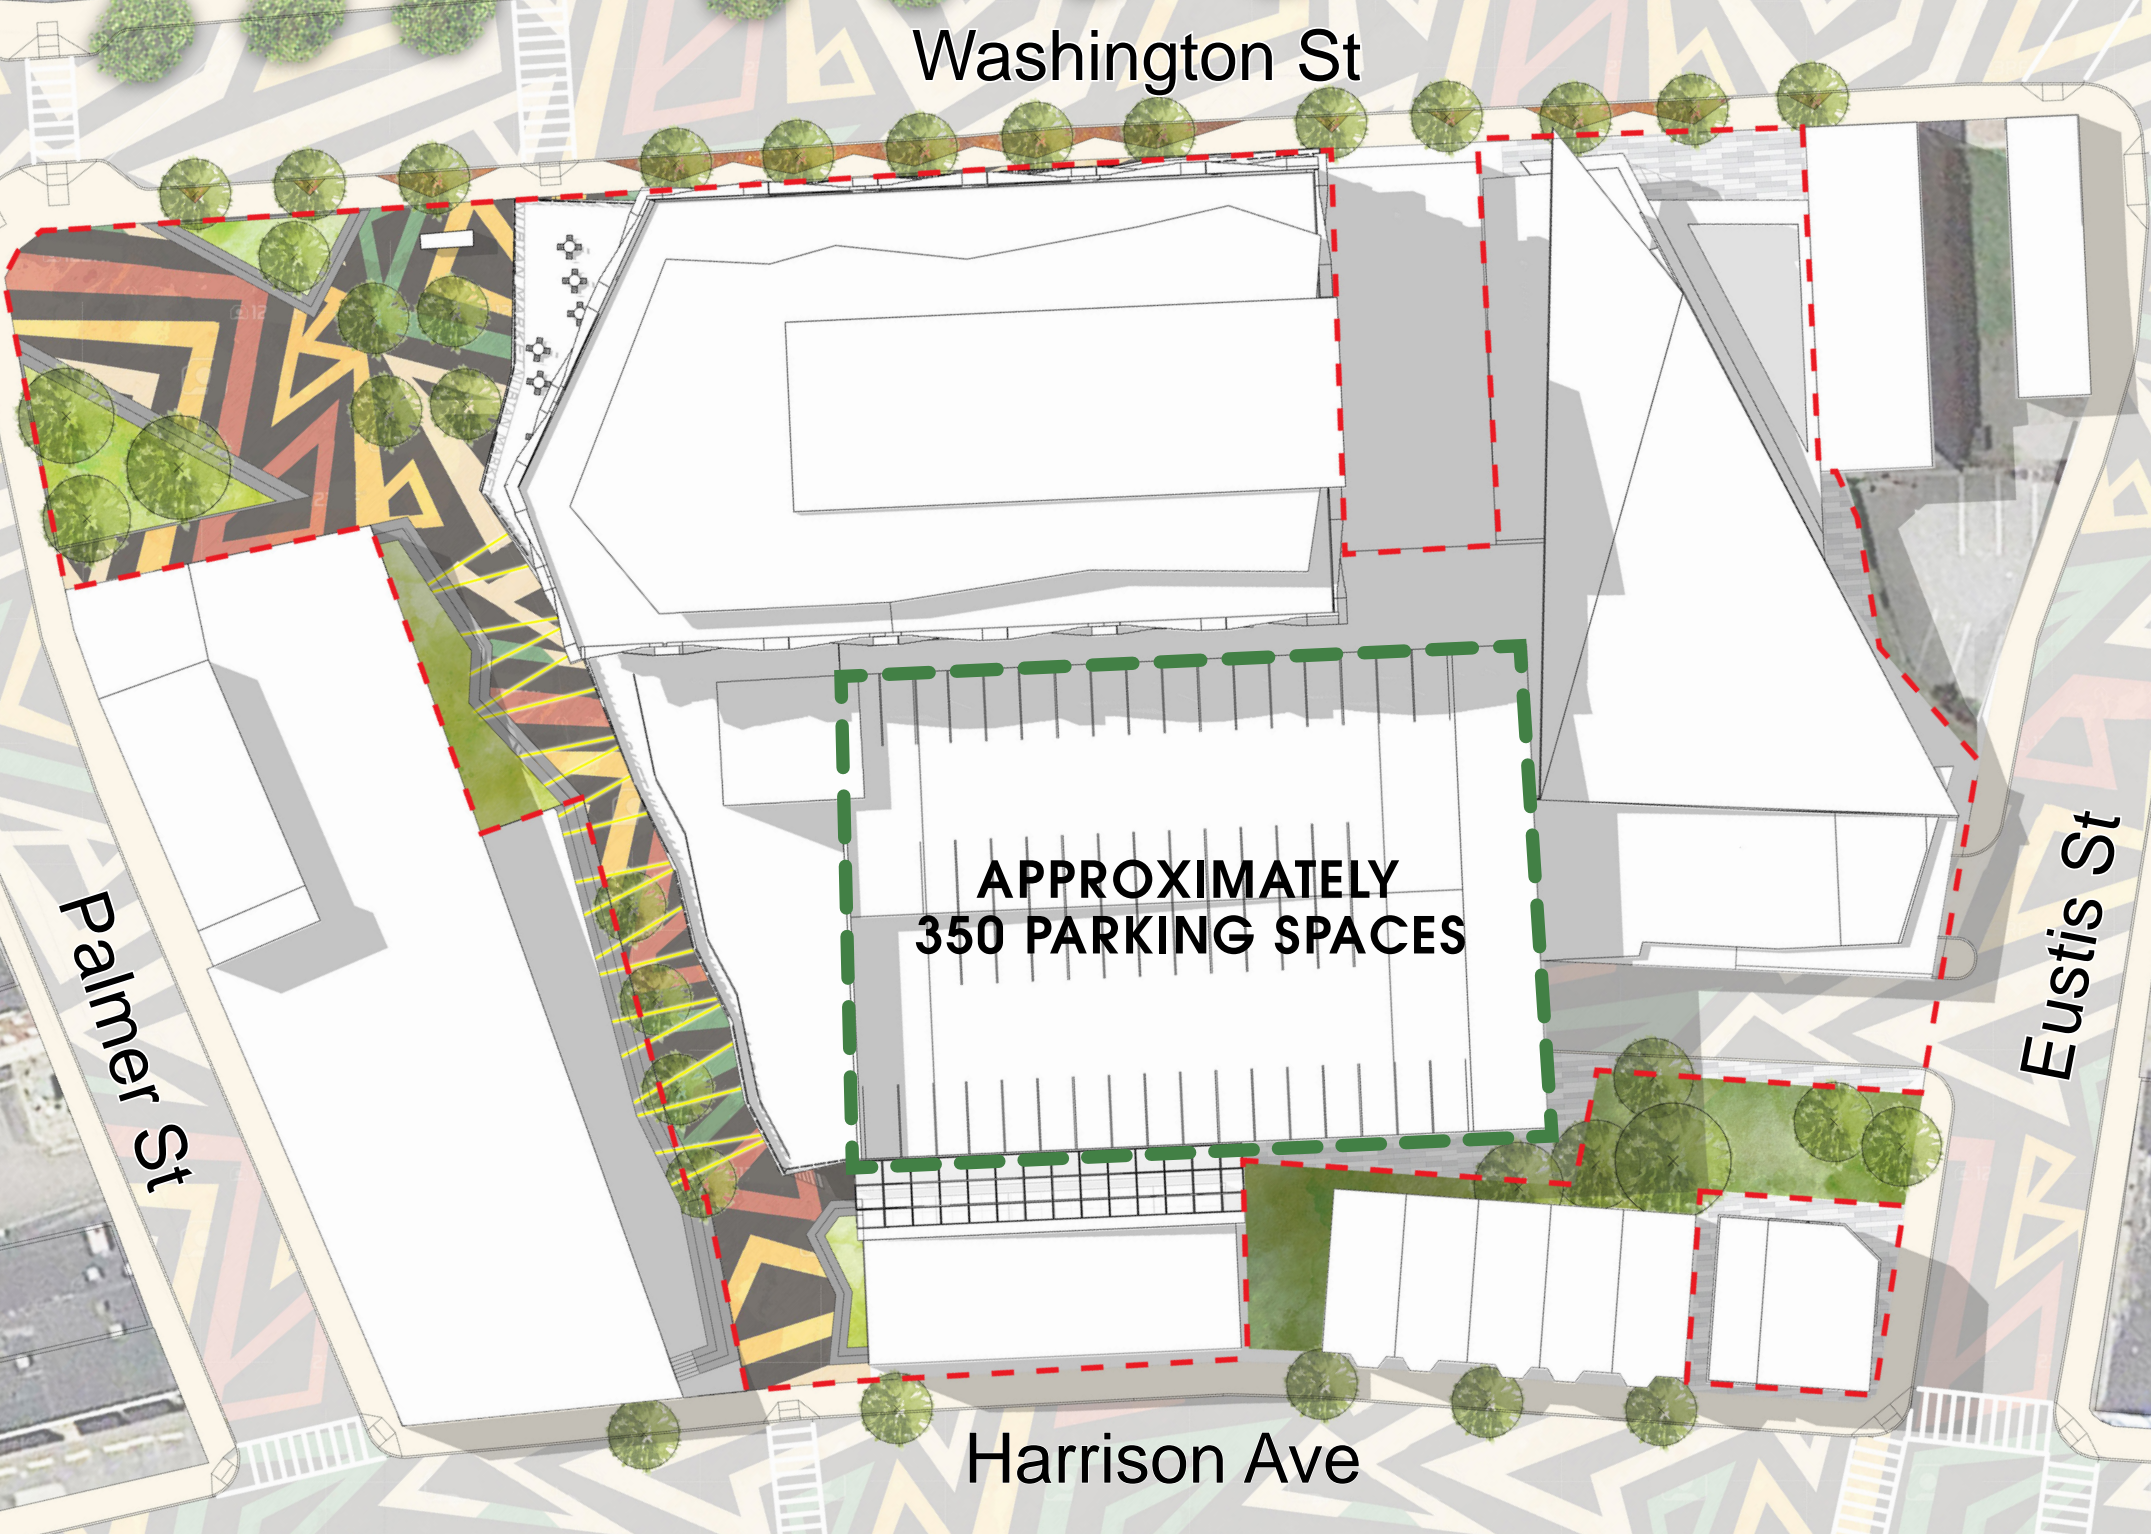 Washington St
APPROXIMATELY
350 PARKING SPACES
Palmer St
Eustis St
Harrison Ave